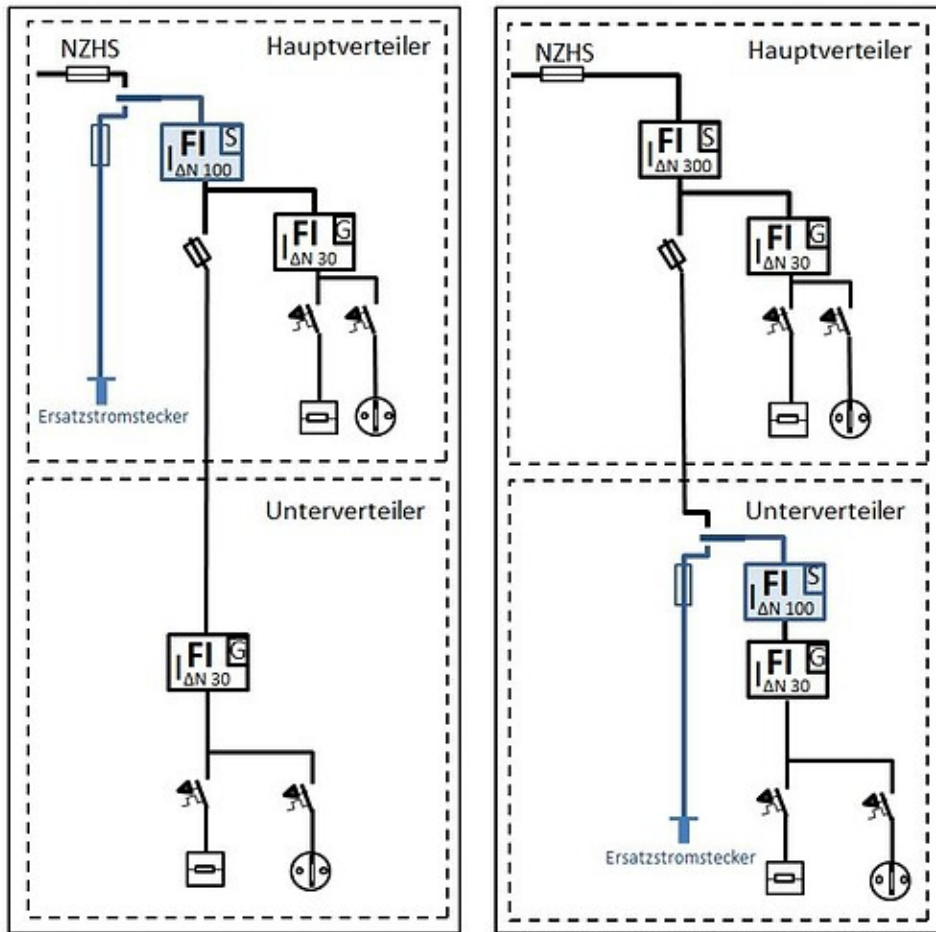 NZHS
Hauptverteiler
FI S
I ΔN 100
FI G
I ΔN 30
Ersatzstromstecker
Unterverteiler
FI G
I ΔN 30
NZHS
Hauptverteiler
FI S
I ΔN 300
FI G
I ΔN 30
Unterverteiler
FI S
I ΔN 100
FI G
I ΔN 30
Ersatzstromstecker